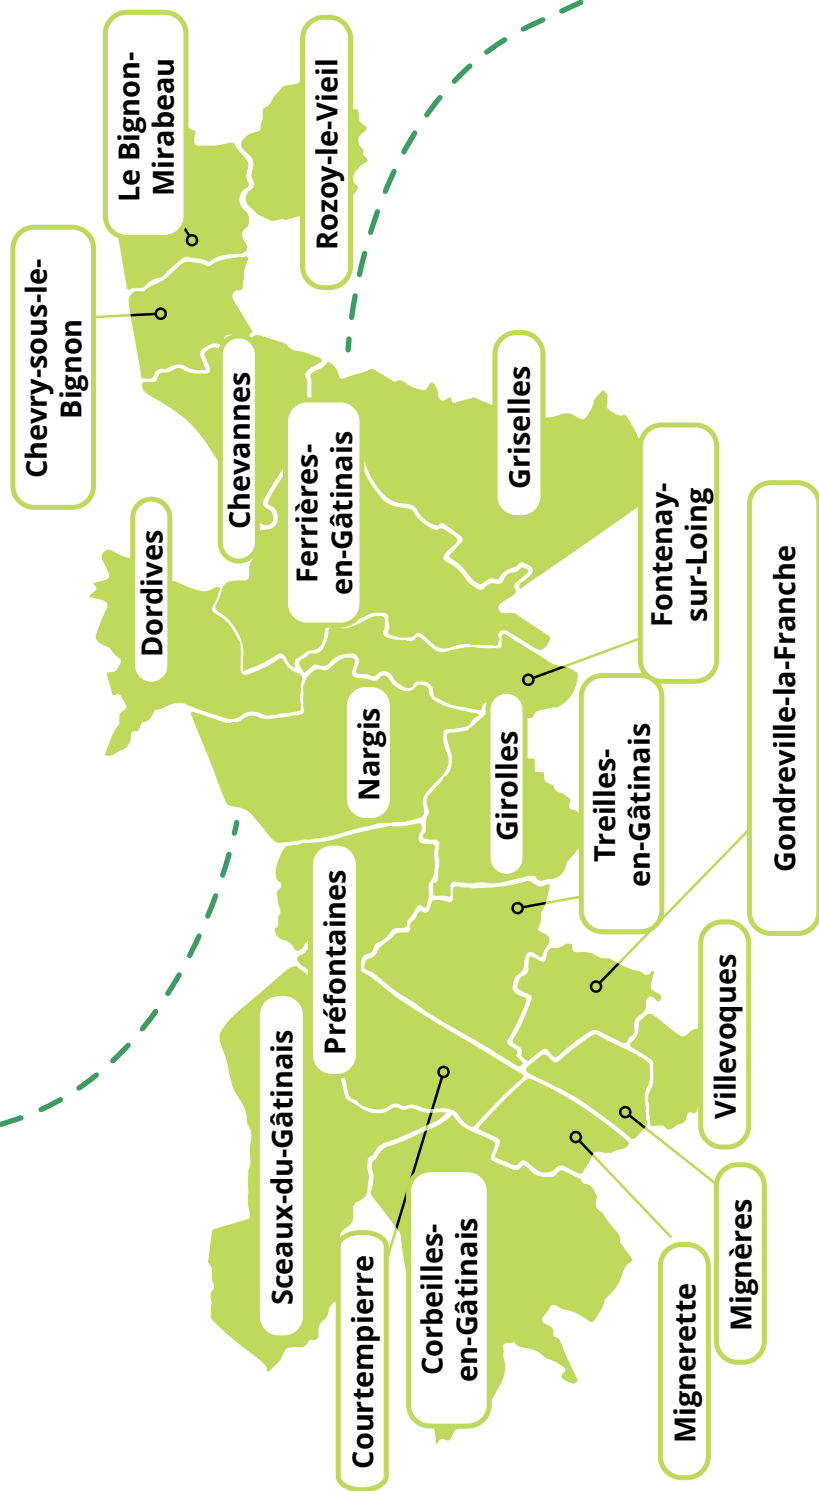 Chevry-sous-le-
Bignon
Le Bignon-
Mirabeau
Rozoy-le-Vieil
Dordives
Chevannes
Ferrières-
en-Gâtinais
Griselles
Nargis
Fontenay-
sur-Loing
Girolles
Treilles-
en-Gâtinais
Préfontaines
Gondreville-la-Franche
Sceaux-du-Gâtinais
Villevoques
Courtempierre
Corbeilles-
en-Gâtinais
Mignères
Mignerette